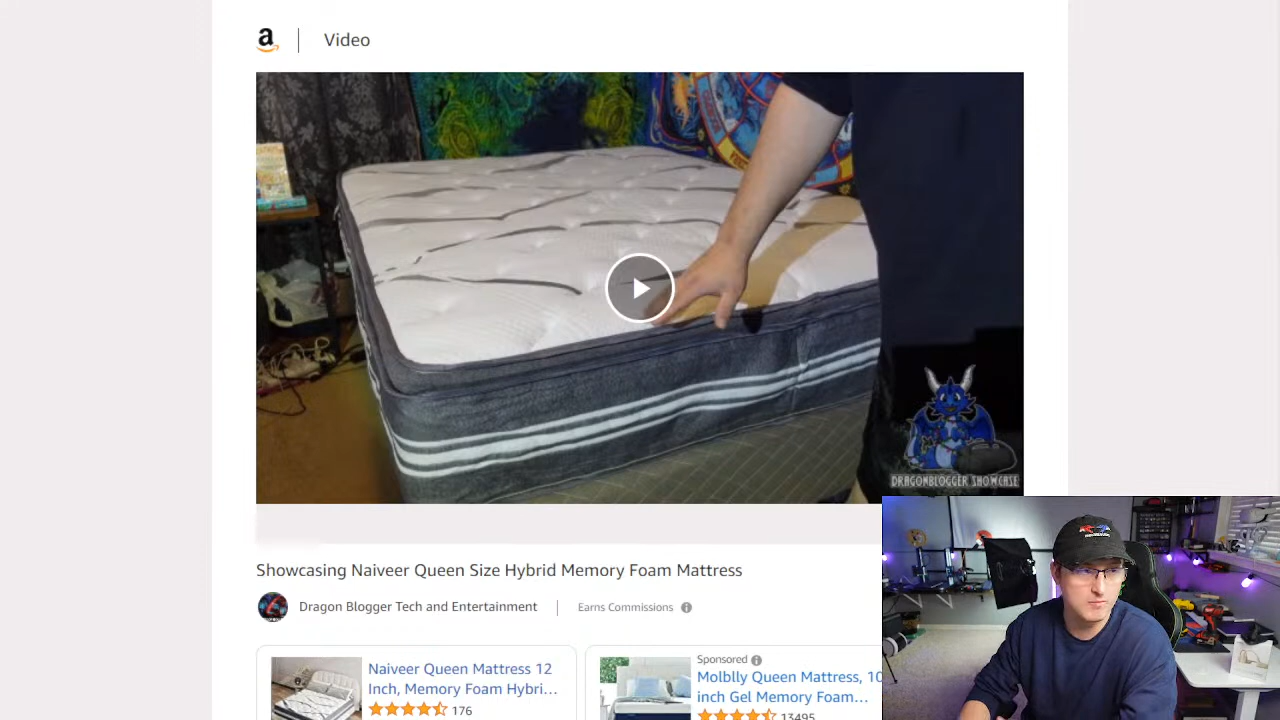 a
Video
DRAGONBLOGGER SHOWCASE
Showcasing Naiveer Queen Size Hybrid Memory Foam Mattress
Dragon Blogger Tech and Entertainment
Earns Commissions
Naiveer Queen Mattress 12
Inch, Memory Foam Hybri...
176
Sponsored
Molblly Queen Mattress, 10
inch Gel Memory Foam...
13495